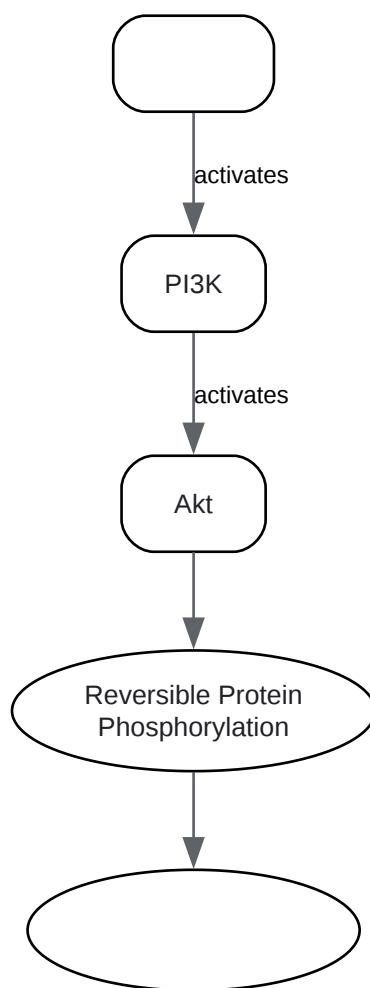 activates
PI3K
activates
Akt
Reversible Protein
Phosphorylation